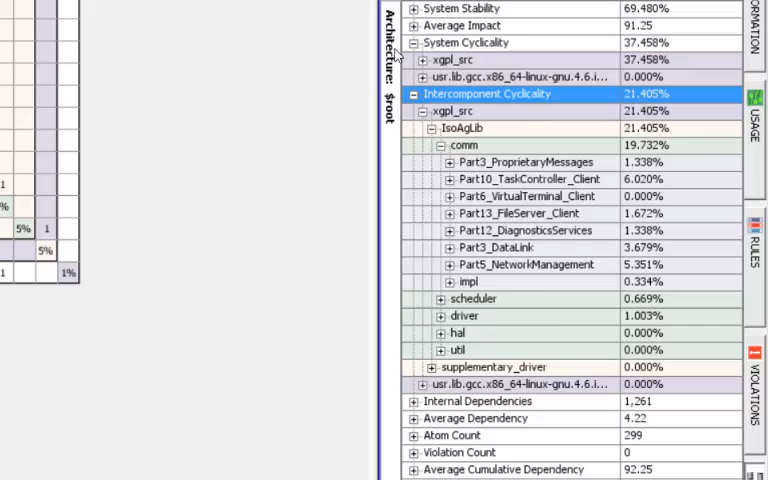 1
%
5% 1
5%
1 1%
Architecture: $root
System Stability 69.480%
Average Impact 91.25
System Cyclicality 37.458%
xgpl_src 37.458%
usr.lib.gcc.x86_64-linux-gnu.4.6.i... 0.000%
Intercomponent Cyclicality 21.405%
xgpl_src 21.405%
IsoAgLib 21.405%
comm 19.732%
Part3_ProprietaryMessages 1.338%
Part10_TaskController_Client 6.020%
Part6_VirtualTerminal_Client 0.000%
Part13_FileServer_Client 1.672%
Part12_DiagnosticsServices 1.338%
Part3_DataLink 3.679%
Part5_NetworkManagement 5.351%
impl 0.334%
scheduler 0.669%
driver 1.003%
hal 0.000%
util 0.000%
supplementary_driver 0.000%
usr.lib.gcc.x86_64-linux-gnu.4.6.i... 0.000%
Internal Dependencies 1,261
Average Dependency 4.22
Atom Count 299
Violation Count 0
Average Cumulative Dependency 92.25
ORMATION
USAGE
RULES
VIOLATIONS